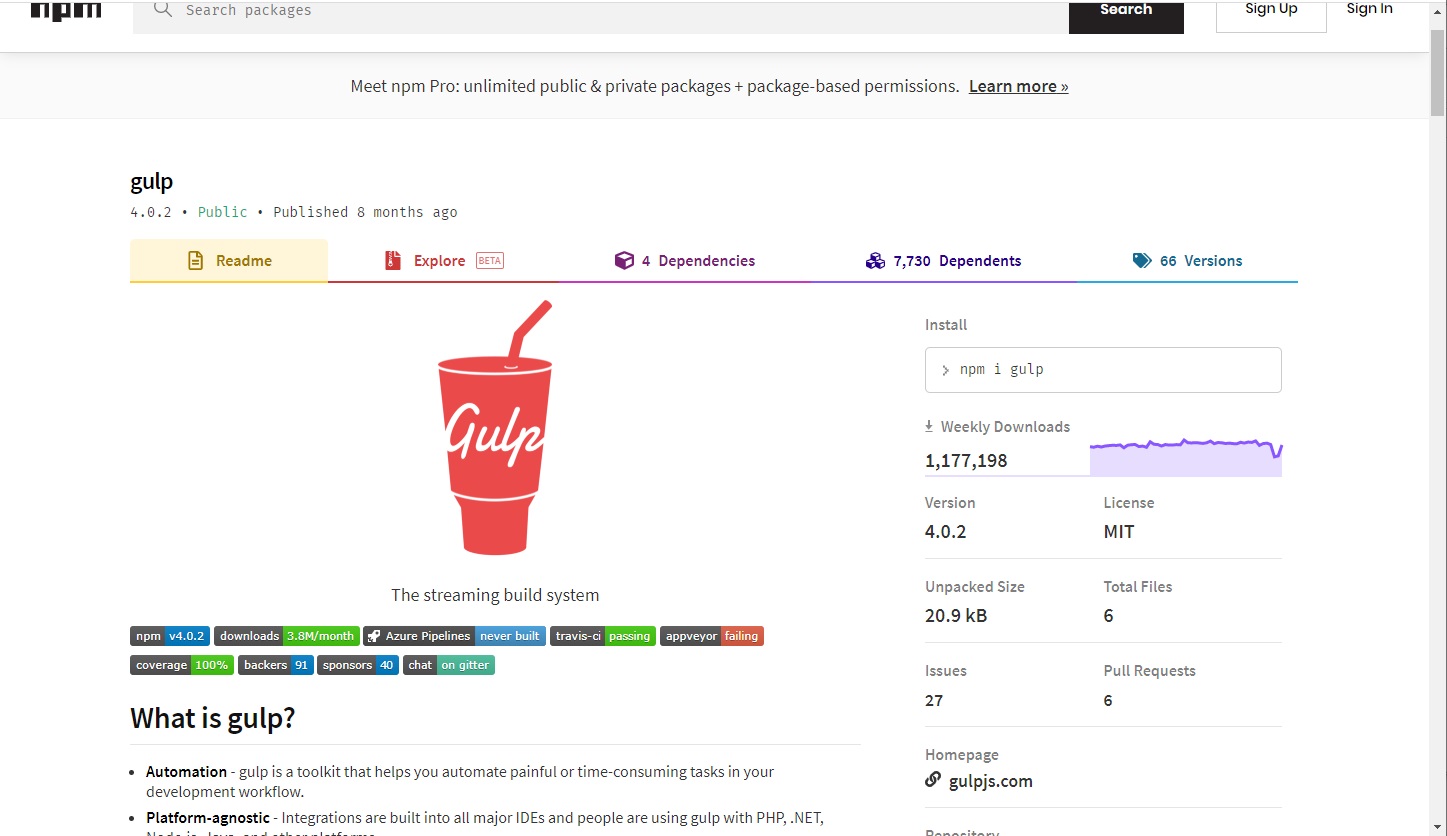 npm
Search packages
Search
Sign Up
Sign In
Meet npm Pro: unlimited public & private packages + package-based permissions. Learn more »
gulp
4.0.2 • Public • Published 8 months ago
Readme
Explore BETA
4 Dependencies
7,730 Dependents
66 Versions
Gulp
The streaming build system
npm v4.0.2 downloads 3.8M/month Azure Pipelines never built travis-ci passing appveyor failing
coverage 100% backers 91 sponsors 40 chat on gitter
What is gulp?
• Automation - gulp is a toolkit that helps you automate painful or time-consuming tasks in your
development workflow.
• Platform-agnostic - Integrations are built into all major IDEs and people are using gulp with PHP, .NET,
Node.js, Java, and other platforms.
Install
npm i gulp
Weekly Downloads
1,177,198
Version
4.0.2
License
MIT
Unpacked Size
20.9 kB
Total Files
6
Issues
27
Pull Requests
6
Homepage
gulpjs.com
Repository